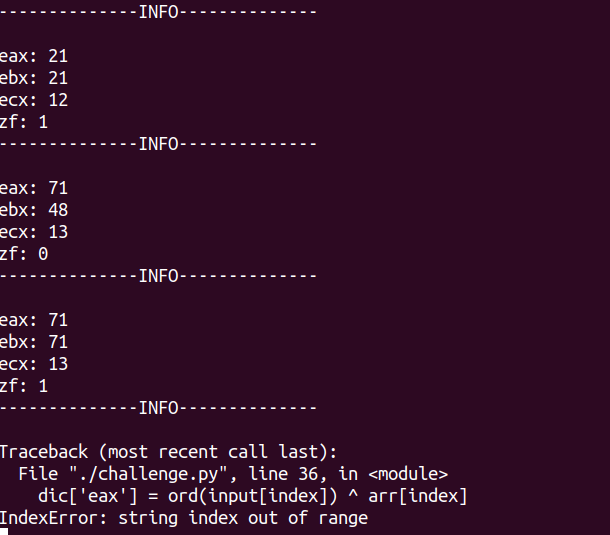 --------------INFO--------------
eax: 21
ebx: 21
ecx: 12
zf: 1
--------------INFO--------------
eax: 71
ebx: 48
ecx: 13
zf: 0
--------------INFO--------------
eax: 71
ebx: 71
ecx: 13
zf: 1
--------------INFO--------------
Traceback (most recent call last):
  File "./challenge.py", line 36, in <module>
    dic['eax'] = ord(input[index]) ^ arr[index]
IndexError: string index out of range